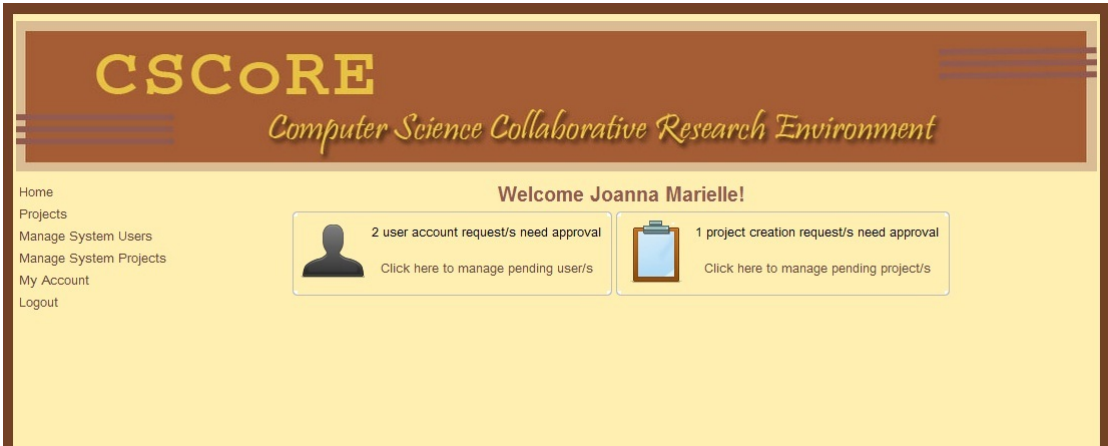 CSCoRE
Computer Science Collaborative Research Environment
Home
Projects
Manage System Users
Manage System Projects
My Account
Logout
Welcome Joanna Marielle!
2 user account request/s need approval
Click here to manage pending user/s
1 project creation request/s need approval
Click here to manage pending project/s